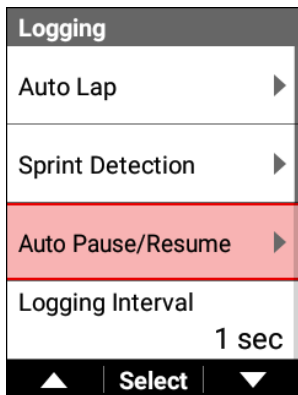 Logging
Auto Lap
Sprint Detection
Auto Pause/Resume
Logging Interval
1 sec
Select